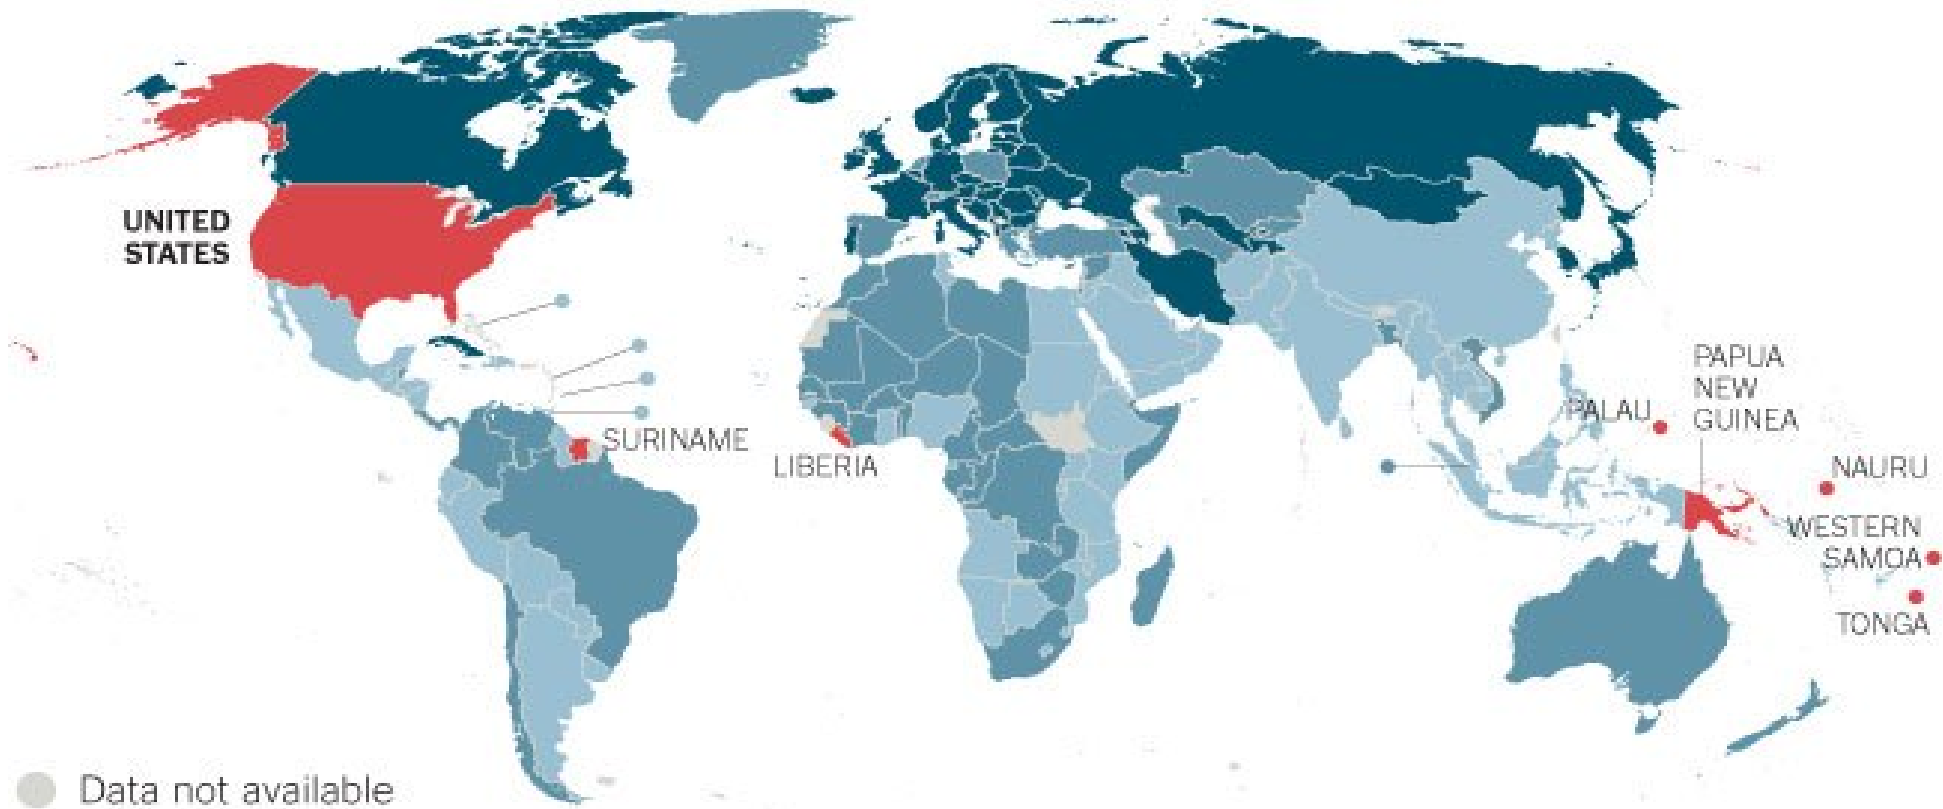 UNITED
STATES
SURINAME
LIBERIA
PALAU
PAPUA
NEW
GUINEA
NAURU
WESTERN
SAMOA
TONGA
Data not available